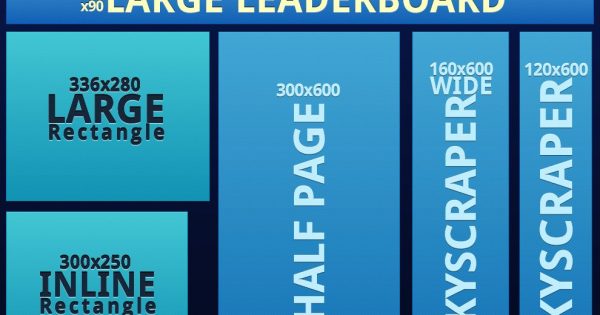 x90 LARGE LEADERBOARD
336x280
LARGE
Rectangle
300x250
INLINE
Rectangle
300x600
HALF PAGE
160x600
WIDE
KYSCRAPER
120x600
KYSCRAPER